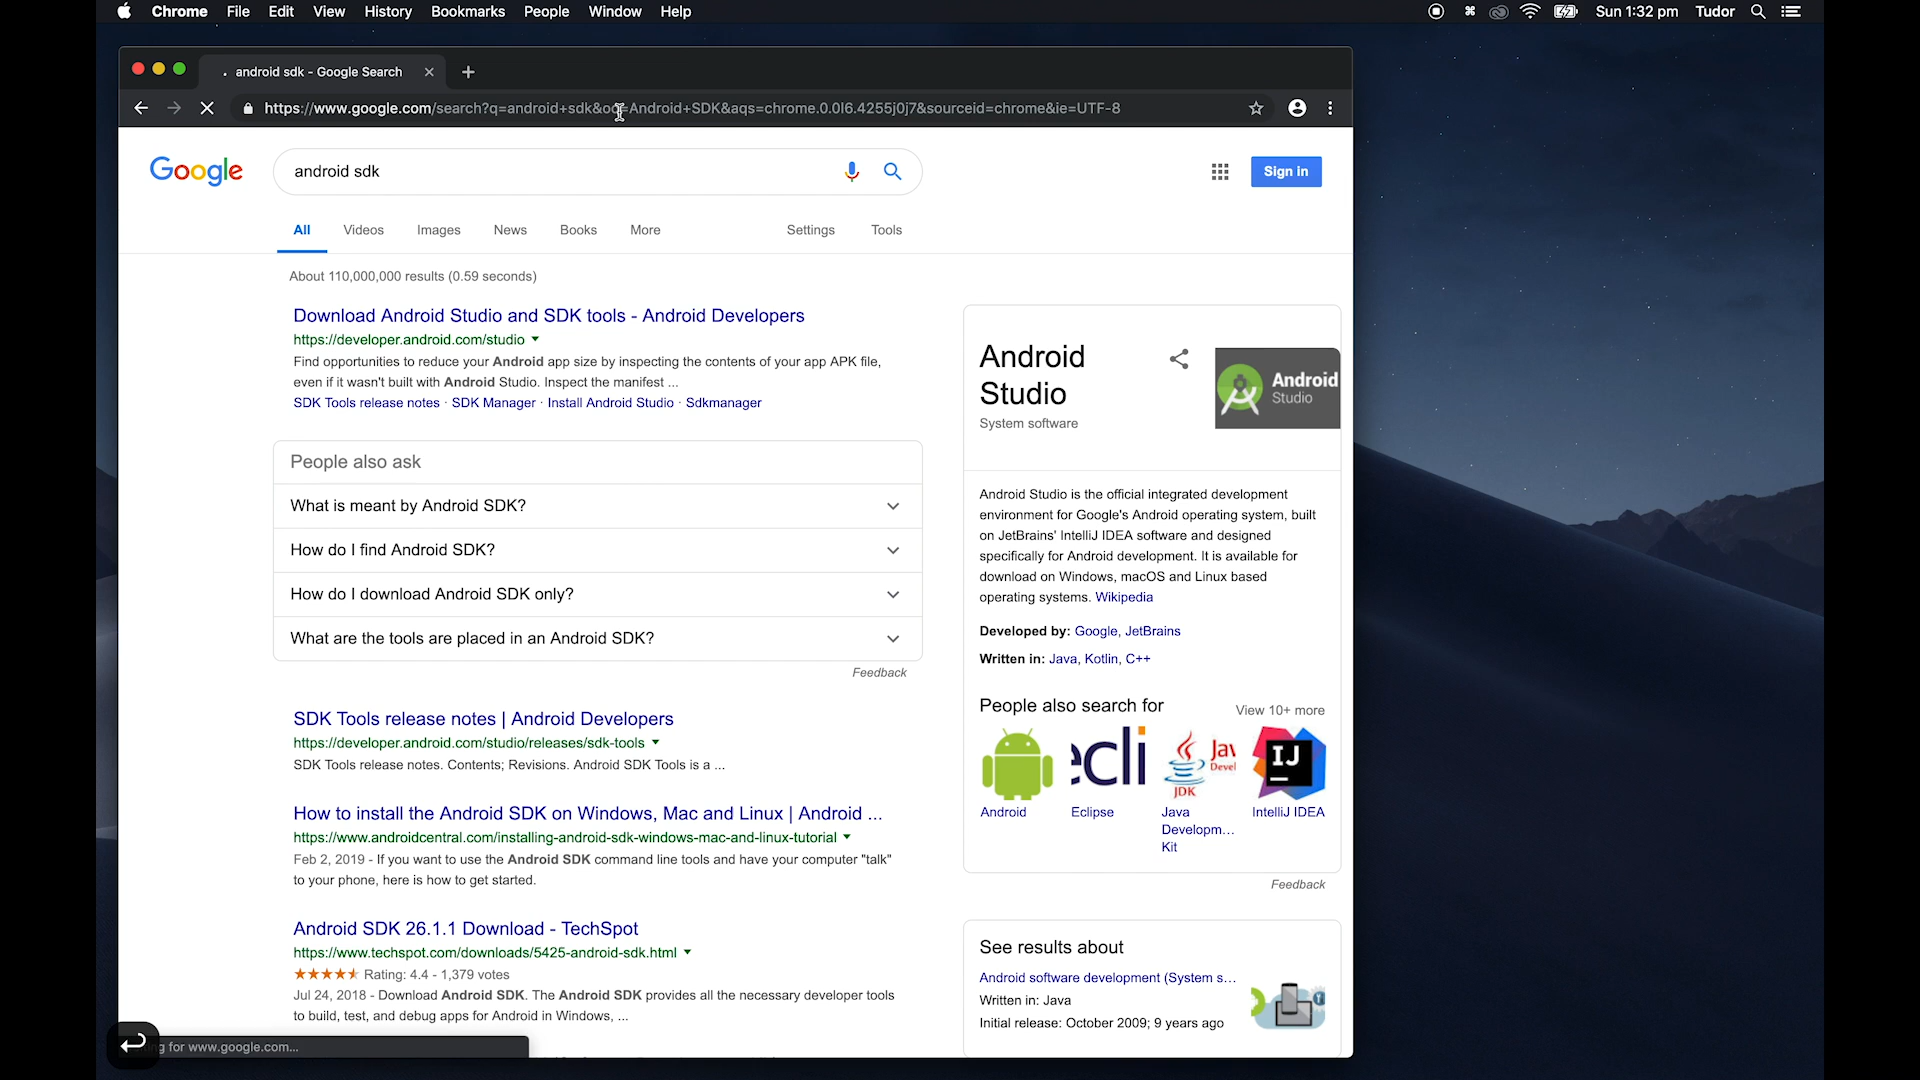 Chrome File Edit View History Bookmarks People Window Help
Sun 1:32 pm Tudor
android sdk - Google Search
https://www.google.com/search?q=android+sdk&oq=Android+SDK&aqs=chrome.0.0l6.4255j0j7&sourceid=chrome&ie=UTF-8
Google
android sdk
Sign in
All Videos Images News Books More Settings Tools
About 110,000,000 results (0.59 seconds)
Download Android Studio and SDK tools - Android Developers
https://developer.android.com/studio
Find opportunities to reduce your Android app size by inspecting the contents of your app APK file,
even if it wasn't built with Android Studio. Inspect the manifest ...
SDK Tools release notes · SDK Manager · Install Android Studio · Sdkmanager
People also ask
What is meant by Android SDK?
How do I find Android SDK?
How do I download Android SDK only?
What are the tools are placed in an Android SDK?
Feedback
SDK Tools release notes | Android Developers
https://developer.android.com/studio/releases/sdk-tools
SDK Tools release notes. Contents; Revisions. Android SDK Tools is a ...
How to install the Android SDK on Windows, Mac and Linux | Android ...
https://www.androidcentral.com/installing-android-sdk-windows-mac-and-linux-tutorial
Feb 2, 2019 - If you want to use the Android SDK command line tools and have your computer "talk"
to your phone, here is how to get started.
Android SDK 26.1.1 Download - TechSpot
https://www.techspot.com/downloads/5425-android-sdk.html
Rating: 4.4 - 1,379 votes
Jul 24, 2018 - Download Android SDK. The Android SDK provides all the necessary developer tools
to build, test, and debug apps for Android in Windows, ...
g for www.google.com...
Android
Studio
System software
Android
Studio
Android Studio is the official integrated development
environment for Google's Android operating system, built
on JetBrains' IntelliJ IDEA software and designed
specifically for Android development. It is available for
download on Windows, macOS and Linux based
operating systems. Wikipedia
Developed by: Google, JetBrains
Written in: Java, Kotlin, C++
People also search for
View 10+ more
ecli
Jav
Devel
JDK
IJ
Android
Eclipse
Java
Developm...
Kit
IntelliJ IDEA
Feedback
See results about
Android software development (System s...
Written in: Java
Initial release: October 2009; 9 years ago